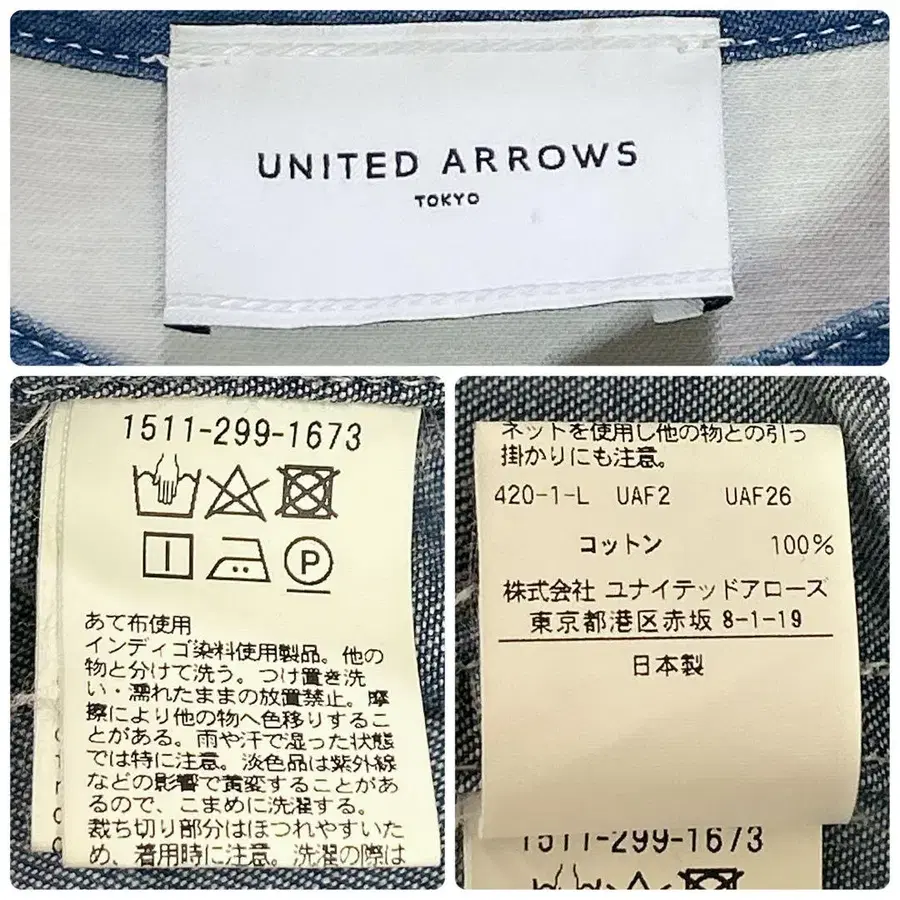 UNITED ARROWS
TOKYO
1511-299-1673
P
あて布使用
インディゴ染料使用製品。他の
物と分けて洗う。つけ置き洗
い・濡れたままの放置禁止。摩
擦により他の物へ色移りするこ
とがある。雨や汗で湿った状態
では特に注意。淡色品は紫外線
などの影響で黄変することがあ
るので、こまめに洗濯する。
裁ち切り部分はほつれやすいた
め、着用時に注意。洗濯の際は
ネットを使用し他の物との引っ
掛かりにも注意。
420-1-L UAF2 UAF26
コットン 100%
株式会社 ユナイテッドアローズ
東京都港区赤坂 8-1-19
日本製
1511-299-1673